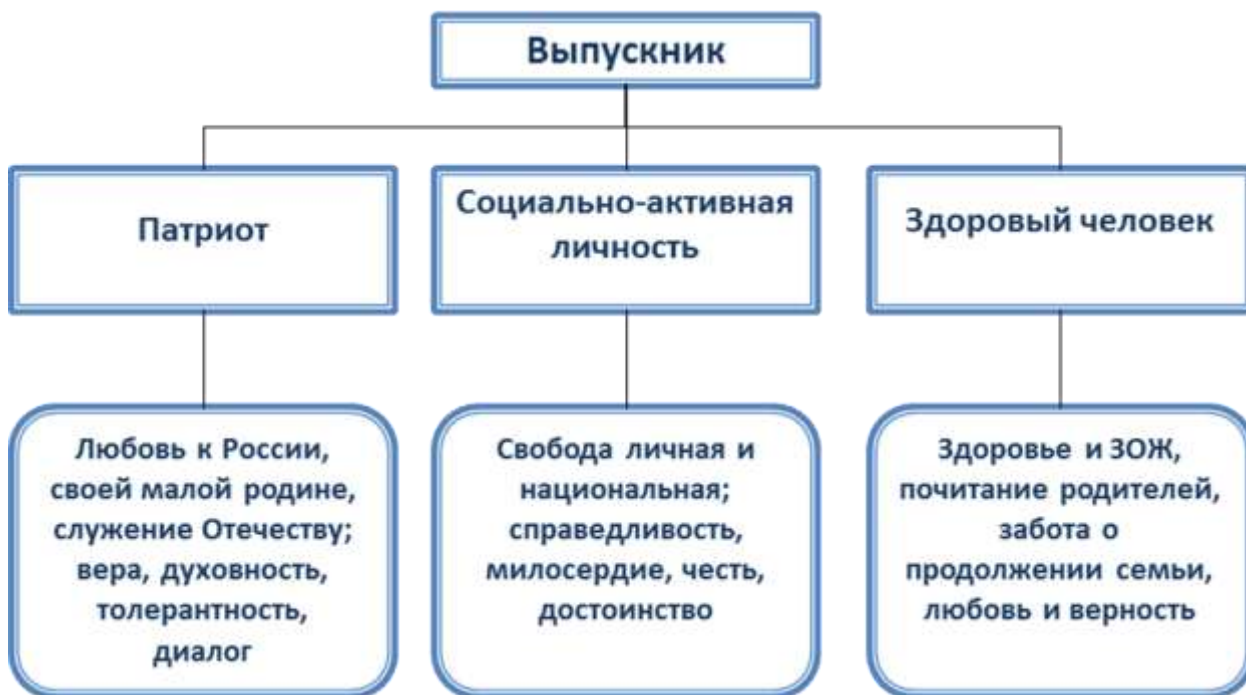 Выпускник
Патриот
Социально-активная
личность
Здоровый человек
Любовь к России,
своей малой родине,
служение Отечеству;
вера, духовность,
толерантность,
диалог
Свобода личная и
национальная;
справедливость,
милосердие, честь,
достоинство
Здоровье и ЗОЖ,
почитание родителей,
забота о
продолжении семьи,
любовь и верность